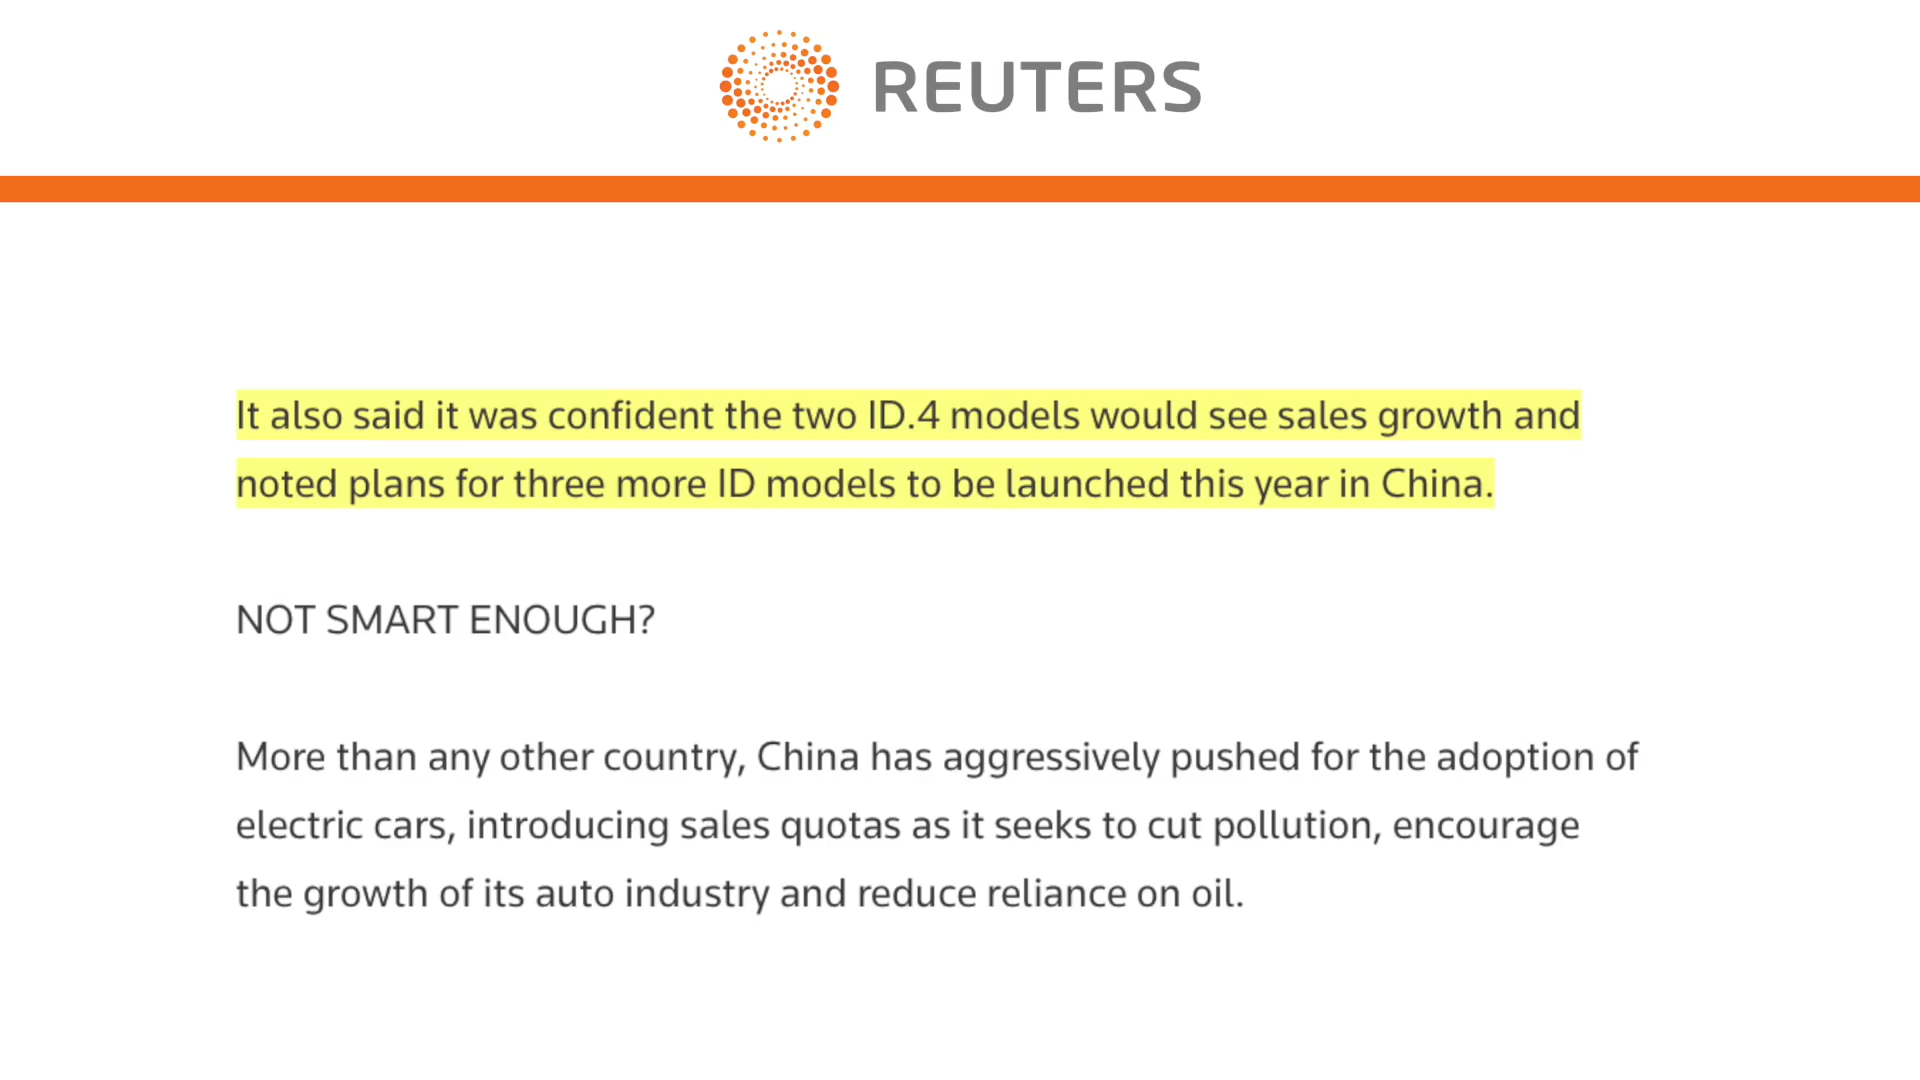 REUTERS
It also said it was confident the two ID.4 models would see sales growth and
noted plans for three more ID models to be launched this year in China.
NOT SMART ENOUGH?
More than any other country, China has aggressively pushed for the adoption of
electric cars, introducing sales quotas as it seeks to cut pollution, encourage
the growth of its auto industry and reduce reliance on oil.